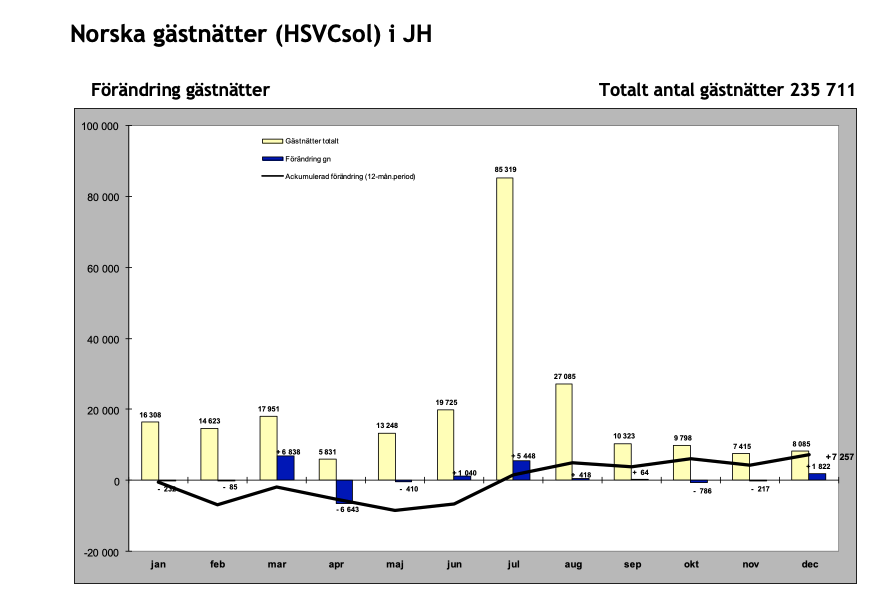 Norska gästnätter (HSVCsol) i JH
Förändring gästnätter
Totalt antal gästnätter 235 711
100 000
Gästnätter totalt
Förändring gn
Ackumulerad förändring (12-mån.period)
85 319
80 000
60 000
40 000
27 085
20 000
16 308
14 623
17 951
5 831
13 248
19 725
10 323
9 798
7 415
8 085
+ 6 838
+ 1 040
+ 5 448
+ 418
+ 64
+ 1 822
+7 257
0
- 232
- 85
- 6 643
- 410
- 786
- 217
-20 000
jan feb mar apr maj jun jul aug sep okt nov dec